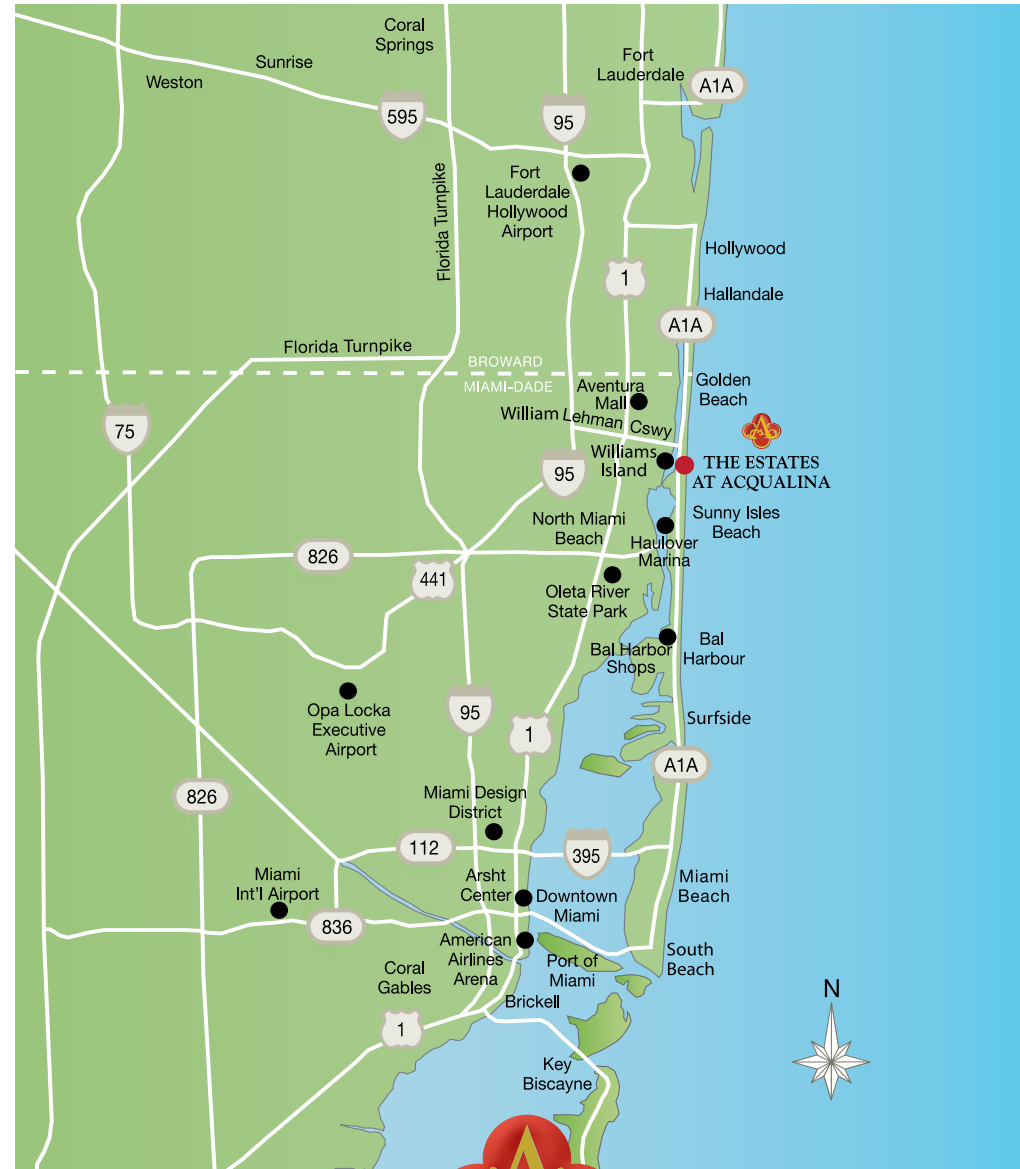 Coral
Springs
Fort
Lauderdale
Sunrise
Weston
A1A
595
95
Fort
Lauderdale
Hollywood
Airport
Florida Turnpike
Hollywood
1
Hallandale
A1A
Florida Turnpike
BROWARD
MIAMI-DADE
Golden
Beach
Aventura
Mall
William Lehman Cswy
75
A
Williams
Island
THE ESTATES
AT ACQUALINA
95
North Miami
Beach
Sunny Isles
Beach
Haulover
Marina
826
441
Oleta River
State Park
Bal Harbor
Shops
Bal
Harbour
Opa Locka
Executive
Airport
95
1
Surfside
A1A
826
Miami Design
District
112
395
Miami
Int'l Airport
Arsht
Center
Downtown
Miami
Miami
Beach
836
American
Airlines
Arena
Port of
Miami
South
Beach
Coral
Gables
Brickell
N
1
Key
Biscayne
A